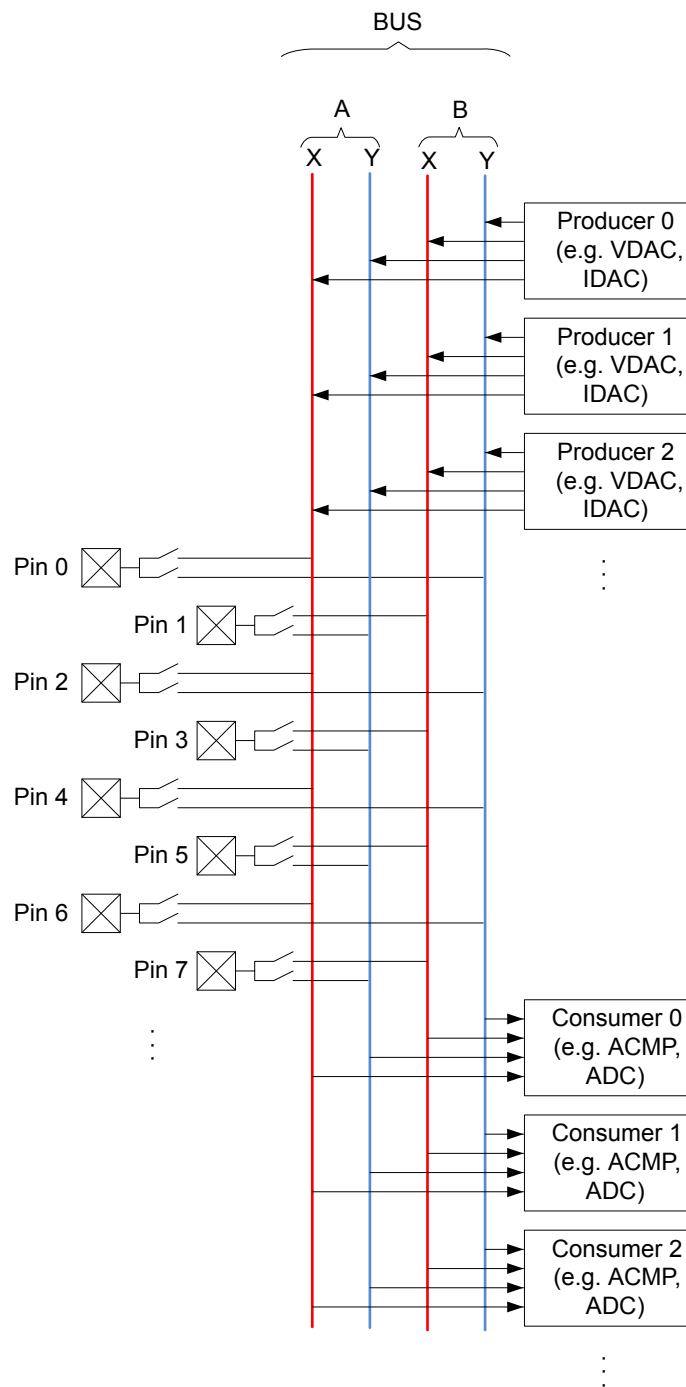 BUS
A
B
X
Y
X
Y
Producer 0
(e.g. VDAC,
IDAC)
Producer 1
(e.g. VDAC,
IDAC)
Producer 2
(e.g. VDAC,
IDAC)
...
Pin 0
Pin 1
Pin 2
Pin 3
Pin 4
Pin 5
Pin 6
Pin 7
...
Consumer 0
(e.g. ACMP,
ADC)
Consumer 1
(e.g. ACMP,
ADC)
Consumer 2
(e.g. ACMP,
ADC)
...